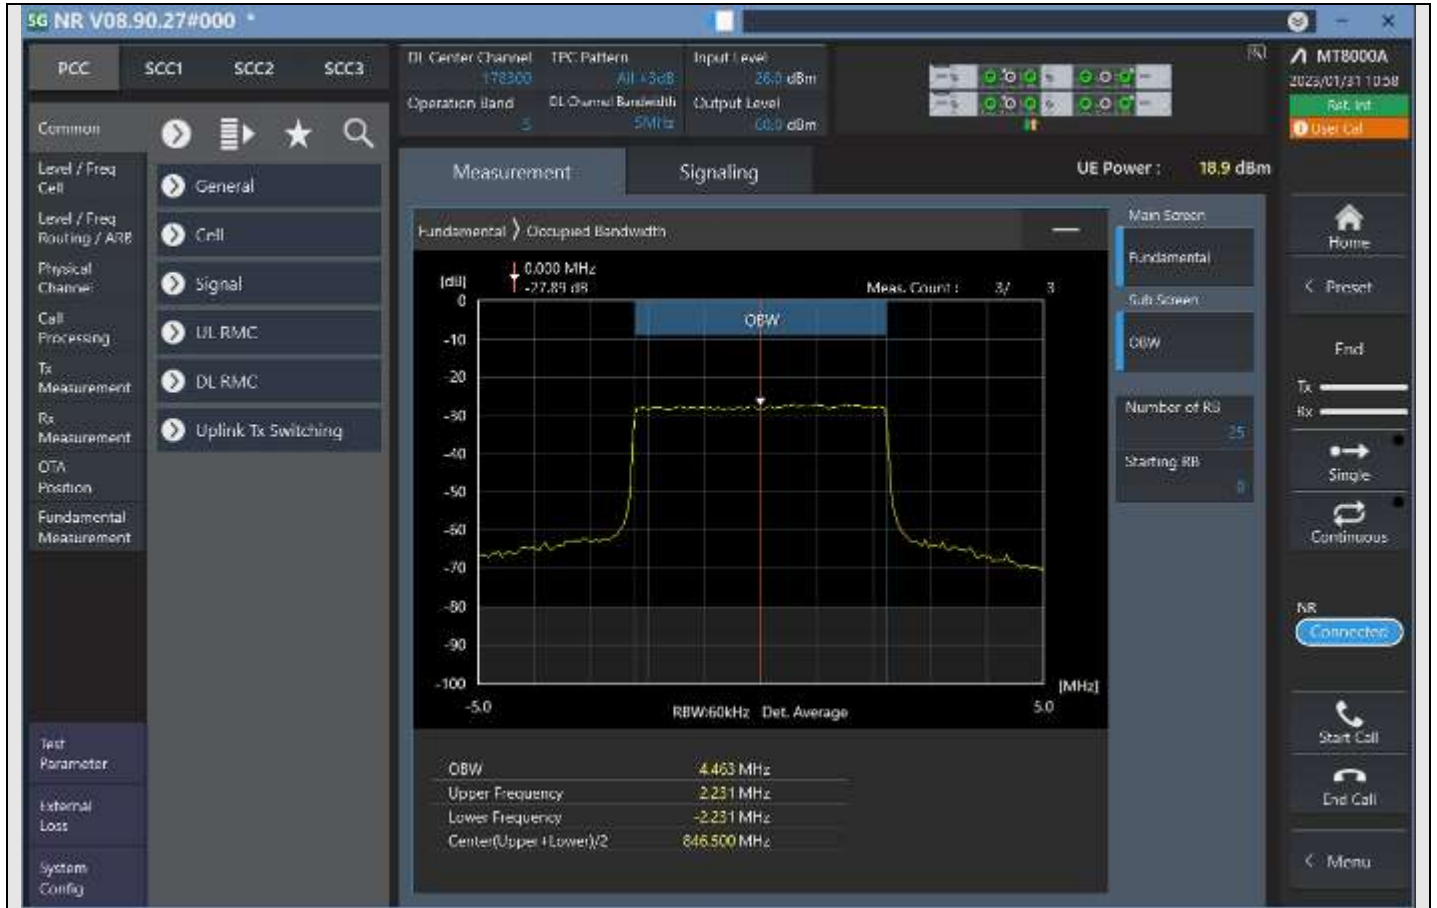 SG NR V08.90.27#000 *
PCC SCC1 SCC2 SCC3
Common
Level / Freq
Cell
Level / Freq
Routing / ARB
Physical
Channel
Call
Processing
Tx
Measurement
Rx
Measurement
OTA
Position
Fundamental
Measurement
Test
Parameter
External
Loss
System
Config
General
Cell
Signal
UL RMC
DL RMC
Uplink Tx Switching
DL Center Channel TPC Pattern Input Level
178300 All +3dB 26.0 dBm
Operation Band DL Channel Bandwidth Output Level
5 5MHz -60.0 dBm
Measurement Signaling
UE Power : 18.9 dBm
Fundamental ❭ Occupied Bandwidth
0.000 MHz
[dB] -27.89 dB Meas. Count : 3/ 3
OBW
0
-10
-20
-30
-40
-50
-60
-70
-80
-90
-100
-5.0 RBW:60kHz Det. Average 5.0 [MHz]
OBW 4.463 MHz
Upper Frequency 2.231 MHz
Lower Frequency -2.231 MHz
Center(Upper+Lower)/2 846.500 MHz
Main Screen
Fundamental
Sub Screen
OBW
Number of RB
25
Starting RB
0
MT8000A
2023/01/31 10:58
Ref. Int
User Cal
Home
< Preset
End
Tx
Rx
Single
Continuous
NR
Connected
Start Call
End Call
< Menu